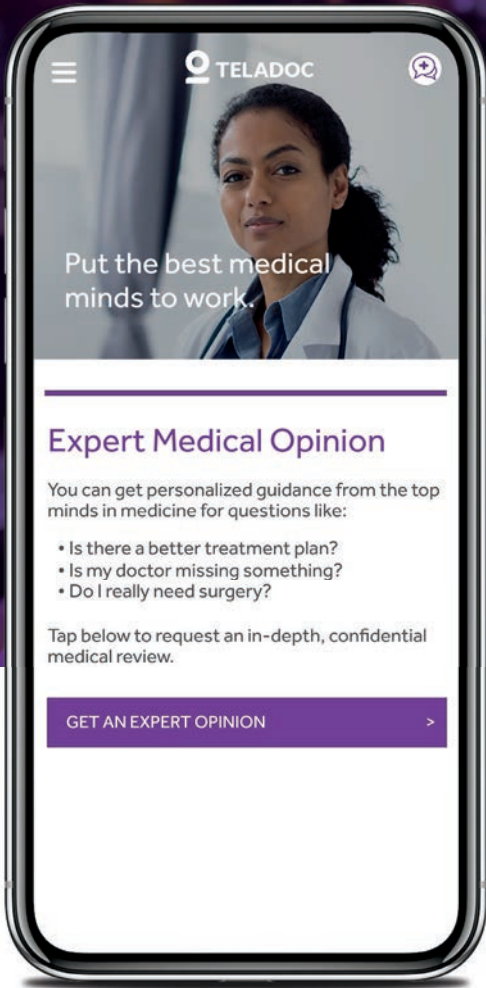 TELADOC
Put the best medical
minds to work.
Expert Medical Opinion
You can get personalized guidance from the top
minds in medicine for questions like:
• Is there a better treatment plan?
• Is my doctor missing something?
• Do I really need surgery?
Tap below to request an in-depth, confidential
medical review.
GET AN EXPERT OPINION >